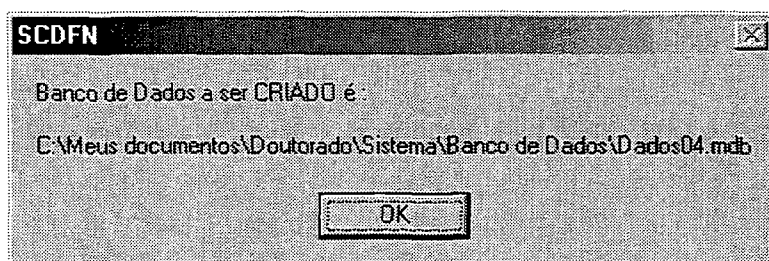 SCDFN
Banco de Dados a ser CRIADO é :
C:\Meus documentos\Doutorado\Sistema\Banco de Dados\Dados04.mdb
OK